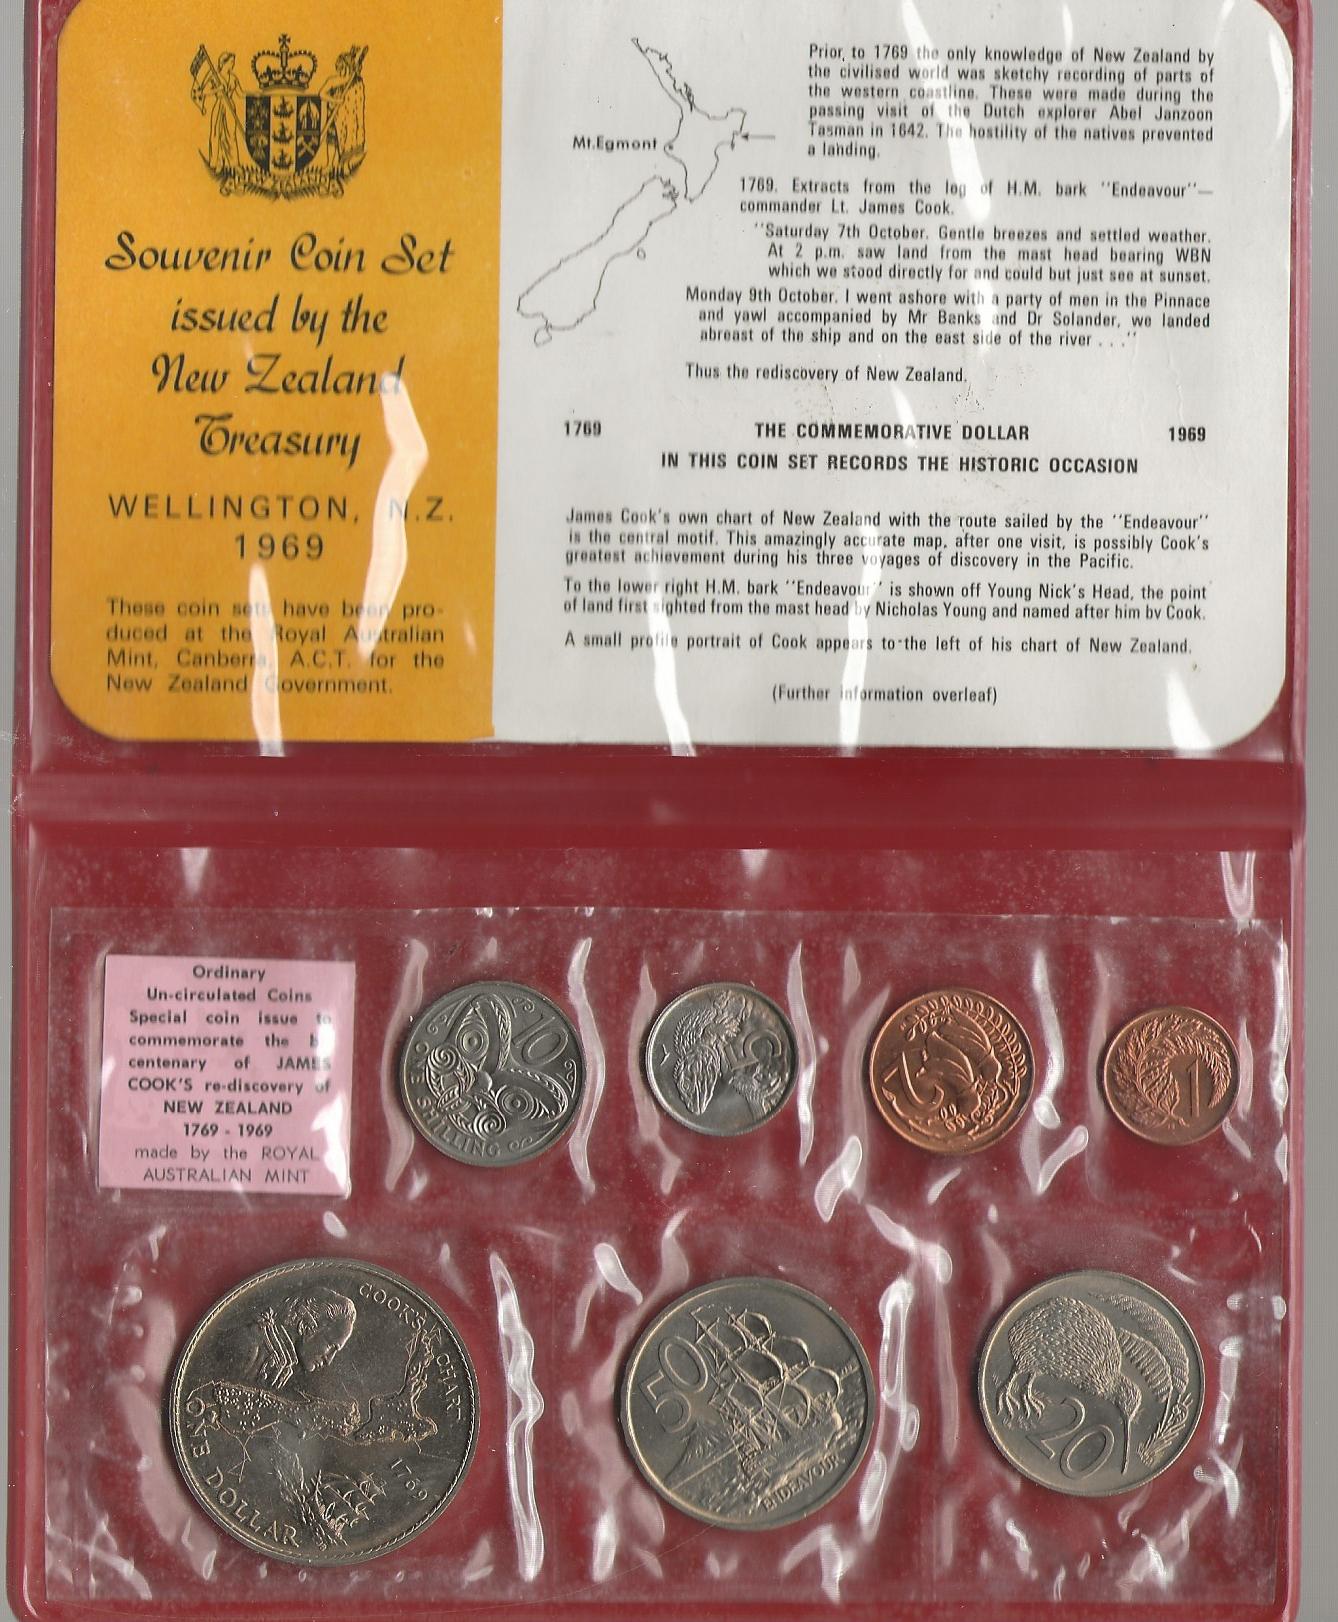 Souvenir Coin Set
issued by the
New Zealand
Treasury
WELLINGTON, N.Z.
1969
These coin sets have been pro-
duced at the Royal Australian
Mint, Canberra, A.C.T. for the
New Zealand Government.
Mt.Egmont
Prior, to 1769 the only knowledge of New Zealand by
the civilised world was sketchy recording of parts of
the western coastline. These were made during the
passing visit of the Dutch explorer Abel Janzoon
Tasman in 1642. The hostility of the natives prevented
a landing.
1769. Extracts from the log of H.M. bark "Endeavour"—
commander Lt. James Cook.
"Saturday 7th October. Gentle breezes and settled weather.
At 2 p.m. saw land from the mast head bearing WBN
which we stood directly for and could but just see at sunset.
Monday 9th October. I went ashore with a party of men in the Pinnace
and yawl accompanied by Mr Banks and Dr Solander, we landed
abreast of the ship and on the east side of the river . . ."
Thus the rediscovery of New Zealand.
1769 THE COMMEMORATIVE DOLLAR 1969
IN THIS COIN SET RECORDS THE HISTORIC OCCASION
James Cook's own chart of New Zealand with the route sailed by the "Endeavour"
is the central motif. This amazingly accurate map, after one visit, is possibly Cook's
greatest achievement during his three voyages of discovery in the Pacific.
To the lower right H.M. bark "Endeavour" is shown off Young Nick's Head, the point
of land first sighted from the mast head by Nicholas Young and named after him by Cook.
A small profile portrait of Cook appears to the left of his chart of New Zealand.
(Further information overleaf)
Ordinary
Un-circulated Coins
Special coin issue to
commemorate the bi
centenary of JAMES
COOK'S re-discovery of
NEW ZEALAND
1769 - 1969
made by the ROYAL
AUSTRALIAN MINT
10
ONE SHILLING
5
2
1
COOK'S CHART
1769
ONE DOLLAR
50
ENDEAVOUR
20